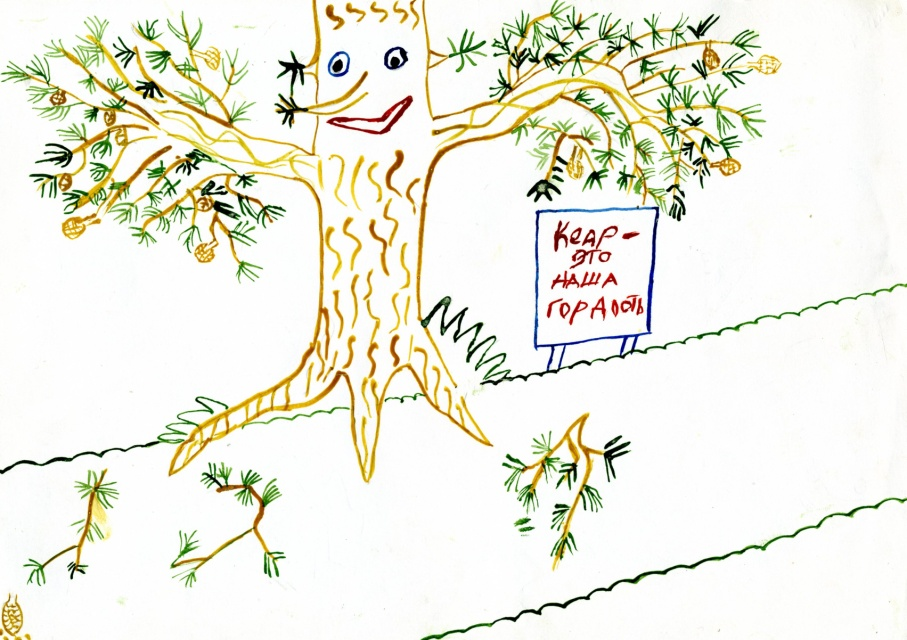 Кедр -
это
наша
гордость